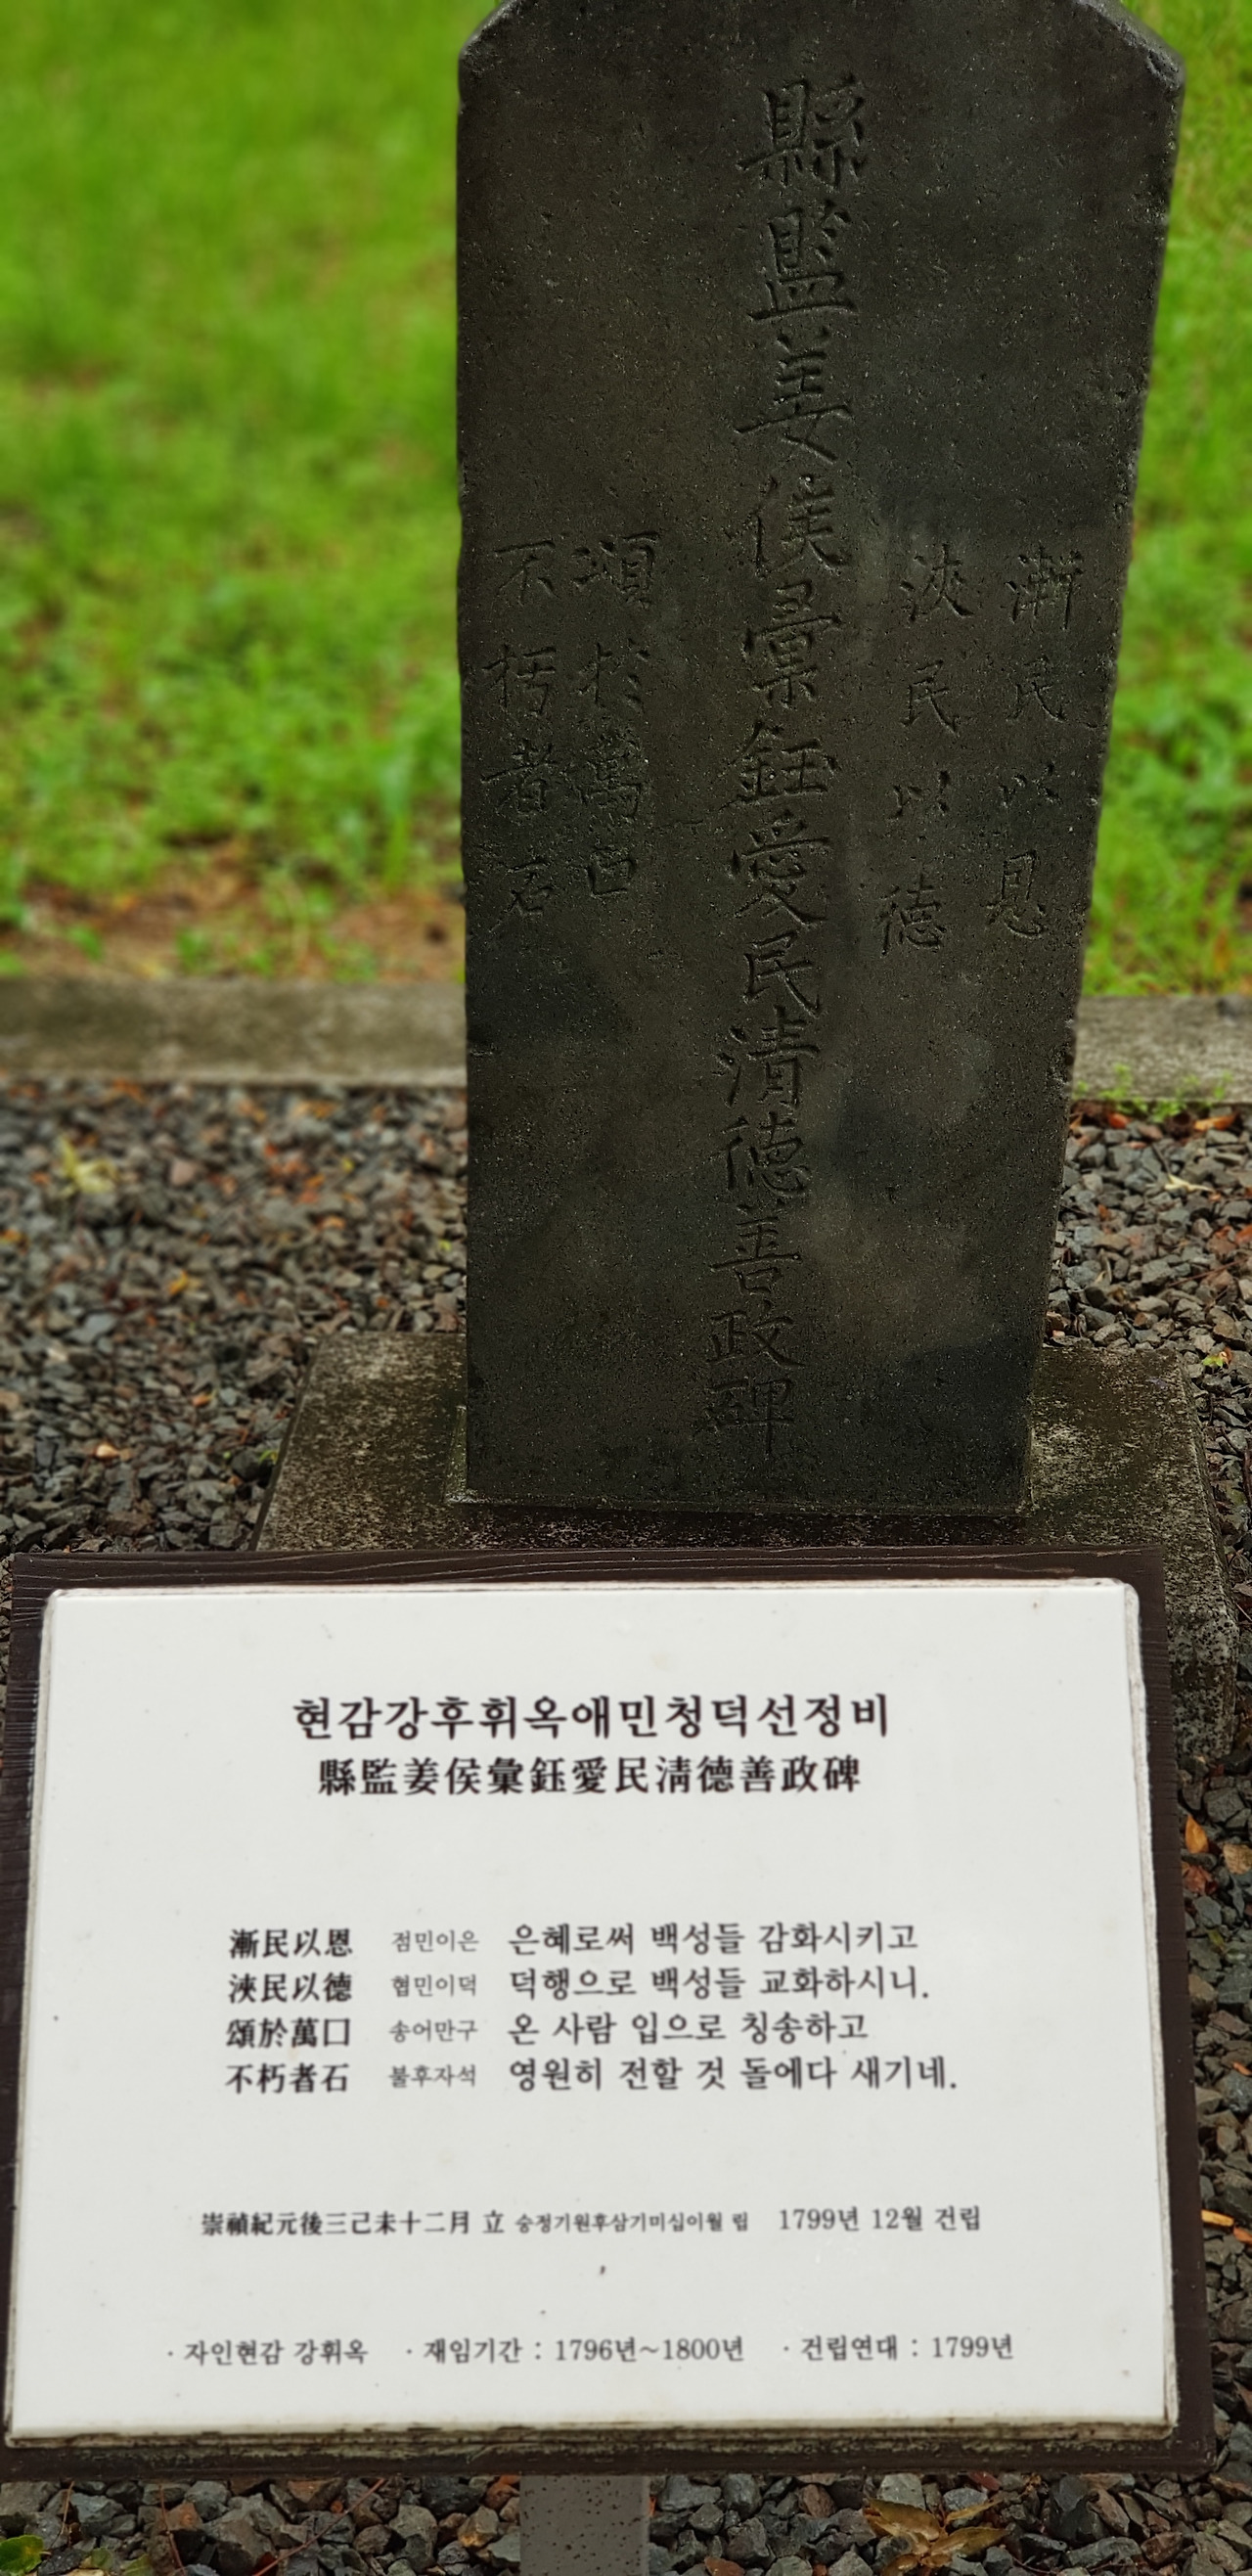 縣監姜侯彙鈺愛民淸德善政碑
漸民以恩
浹民以德
頌於萬口
不朽者石
현감강후휘옥애민청덕선정비
縣監姜侯彙鈺愛民淸德善政碑
漸民以恩 점민이은 은혜로써 백성들 감화시키고
浹民以德 협민이덕 덕행으로 백성들 교화하시니.
頌於萬口 송어만구 온 사람 입으로 칭송하고
不朽者石 불후자석 영원히 전할 것 돌에다 새기네.
崇禎紀元後三己未十二月 立 숭정기원후삼기미십이월 립 1799년 12월 건립
· 자인현감 강휘옥 · 재임기간 : 1796년~1800년 · 건립연대 : 1799년